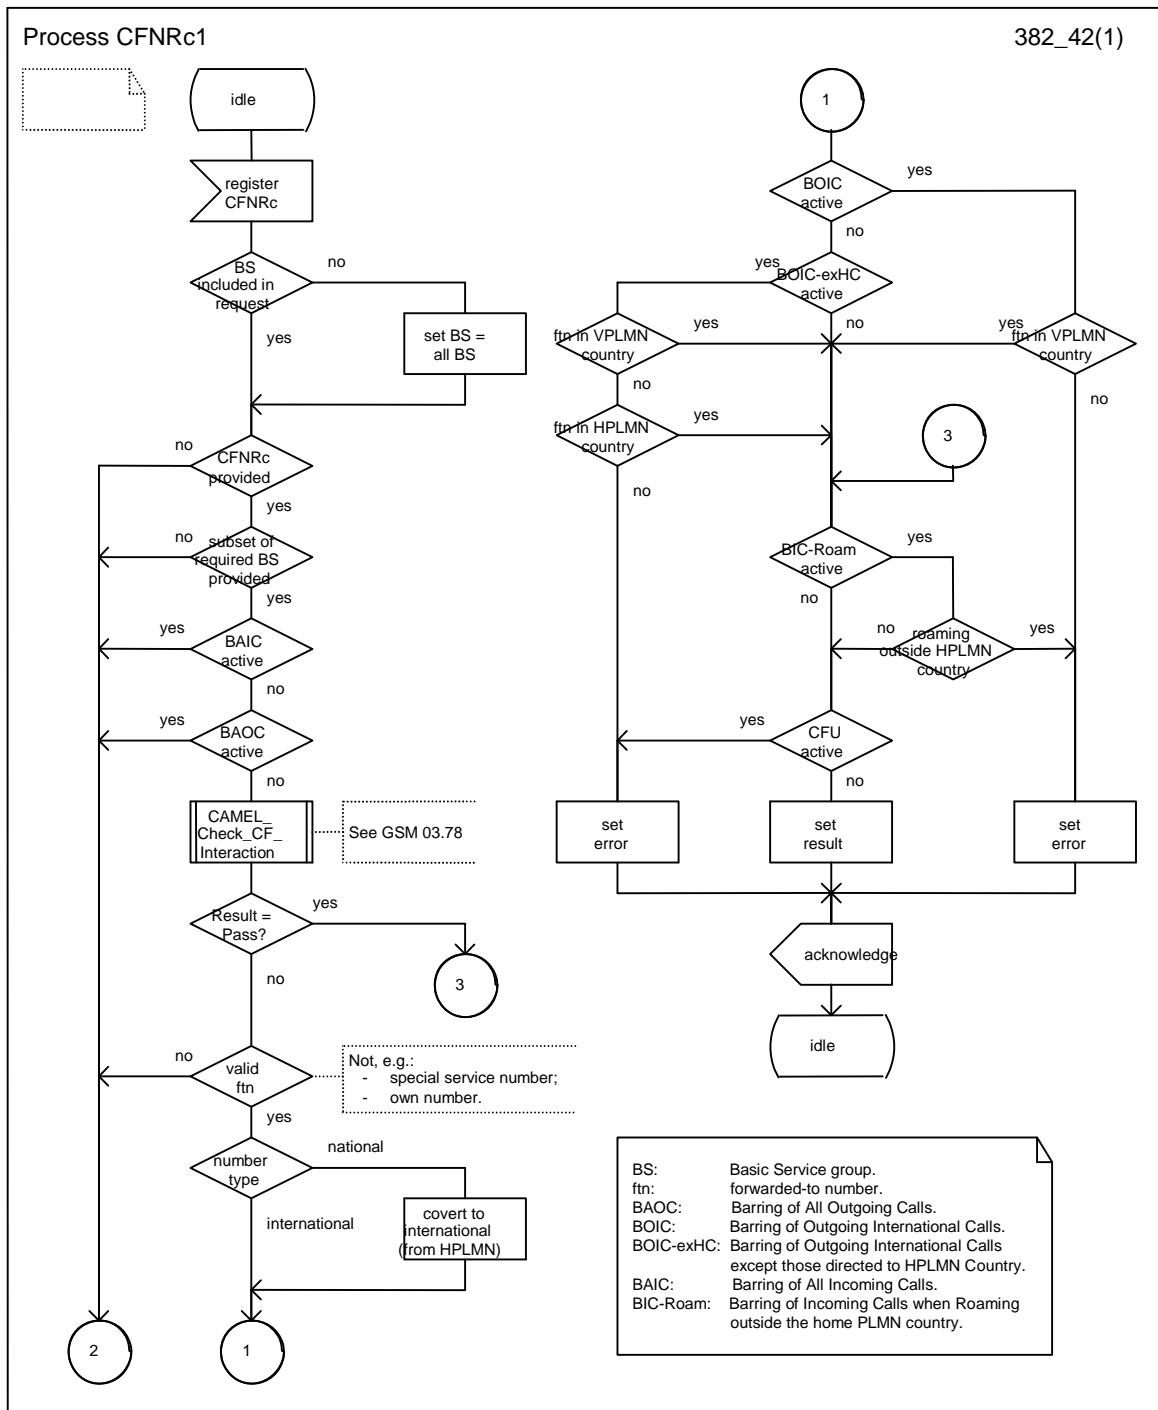 Process CFNRc1
382_42(1)
idle
register
CFNRc
BS
included in
request
no
yes
set BS =
all BS
no
CFNRc
provided
yes
no
subset of
required BS
provided
yes
yes
BAIC
active
no
yes
BAOC
active
no
CAMEL_
Check_CF_
Interaction
See GSM 03.78
Result =
Pass?
yes
no
3
no
valid
ftn
Not, e.g.:
- special service number;
- own number.
yes
number
type
national
international
covert to
international
(from HPLMN)
2
1
1
BOIC
active
yes
no
yes
BOIC-exHC
active
no
ftn in VPLMN
country
yes
no
yes
ftn in VPLMN
country
no
ftn in HPLMN
country
yes
no
3
BIC-Roam
active
yes
no
no
roaming
outside HPLMN
country
yes
yes
CFU
active
no
set
error
set
result
set
error
acknowledge
idle
BS: Basic Service group.
ftn: forwarded-to number.
BAOC: Barring of All Outgoing Calls.
BOIC: Barring of Outgoing International Calls.
BOIC-exHC: Barring of Outgoing International Calls
except those directed to HPLMN Country.
BAIC: Barring of All Incoming Calls.
BIC-Roam: Barring of Incoming Calls when Roaming
outside the home PLMN country.